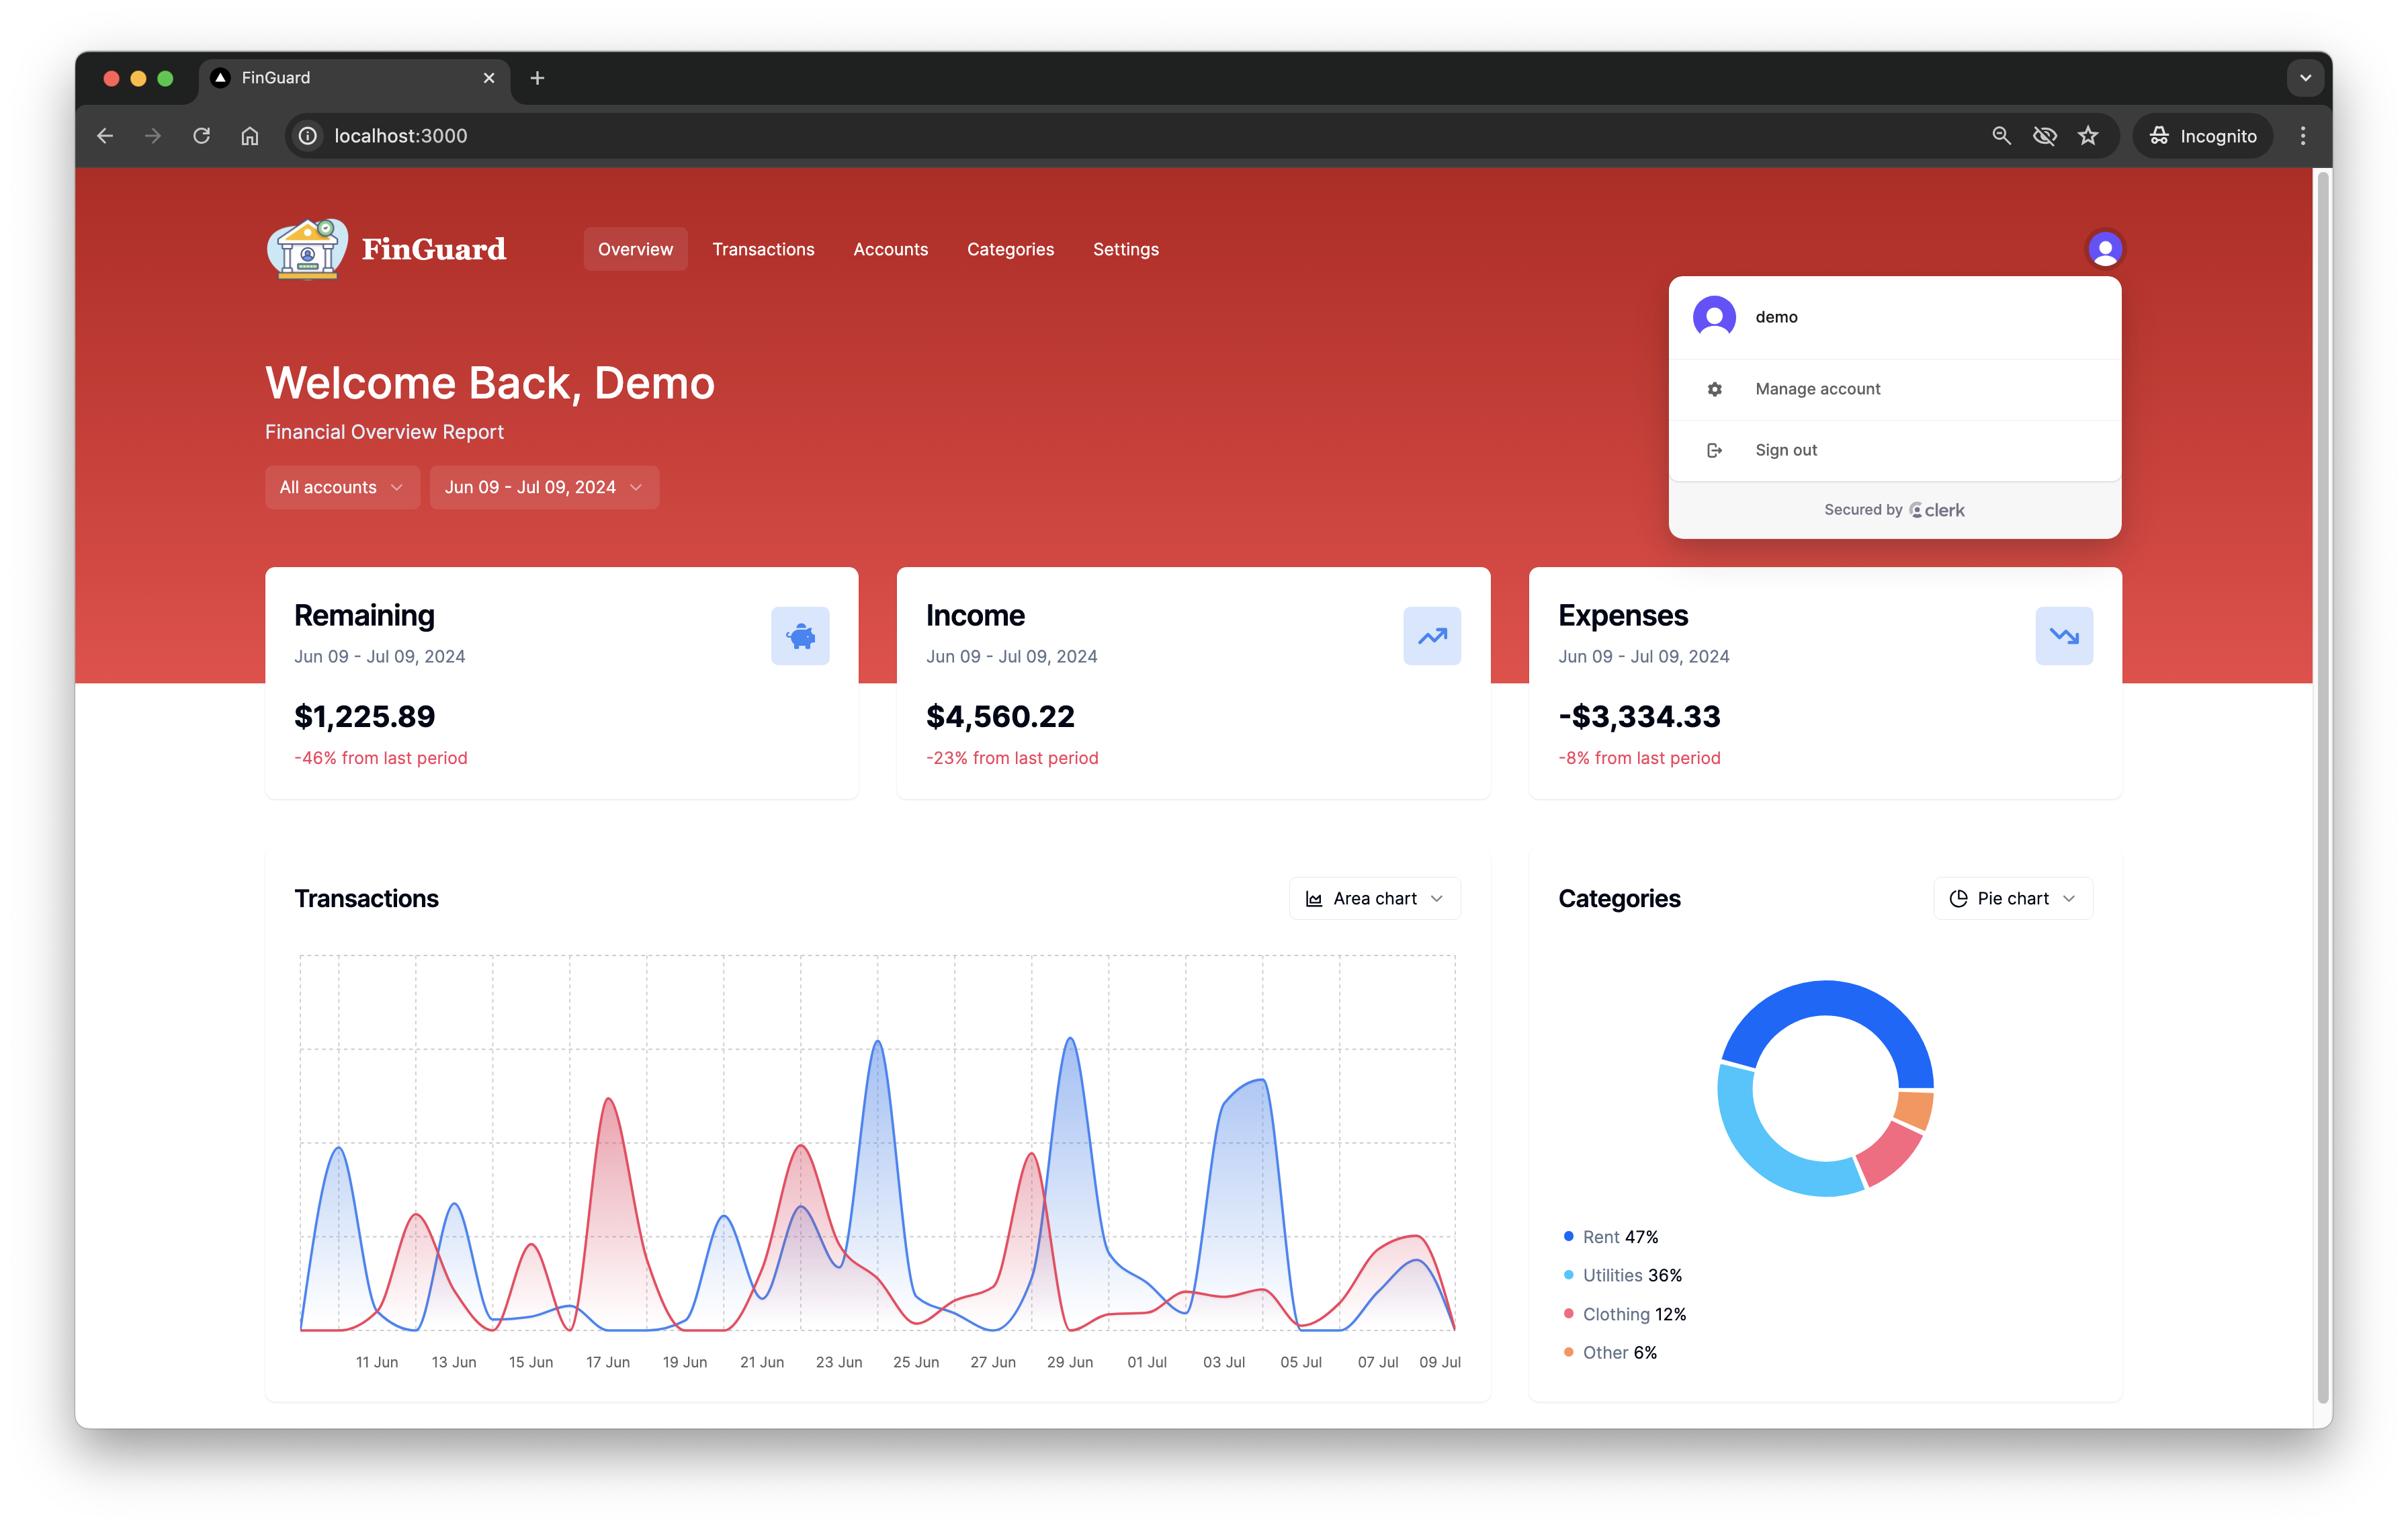 FinGuard
localhost:3000
Incognito
FinGuard
Overview Transactions Accounts Categories Settings
demo
Manage account
Sign out
Secured by clerk
Welcome Back, Demo
Financial Overview Report
All accounts Jun 09 - Jul 09, 2024
Remaining
Jun 09 - Jul 09, 2024
$1,225.89
-46% from last period
Income
Jun 09 - Jul 09, 2024
$4,560.22
-23% from last period
Expenses
Jun 09 - Jul 09, 2024
-$3,334.33
-8% from last period
Transactions
Area chart
11 Jun 13 Jun 15 Jun 17 Jun 19 Jun 21 Jun 23 Jun 25 Jun 27 Jun 29 Jun 01 Jul 03 Jul 05 Jul 07 Jul 09 Jul
Categories
Pie chart
Rent 47%
Utilities 36%
Clothing 12%
Other 6%